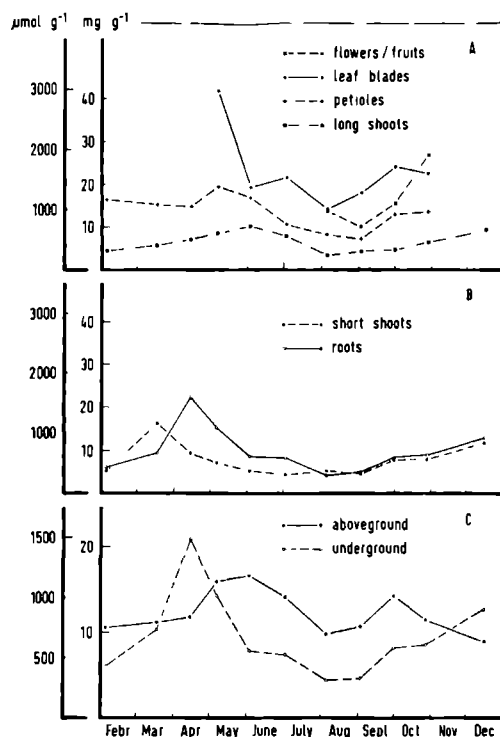 μmol g⁻¹ mg g⁻¹
A
flowers/fruits
leaf blades
petioles
long shoots
3000
2000
1000
40
30
20
10
B
short shoots
roots
3000
2000
1000
40
30
20
10
C
aboveground
underground
1500
1000
500
20
10
Febr Mar Apr May June July Aug Sept Oct Nov Dec